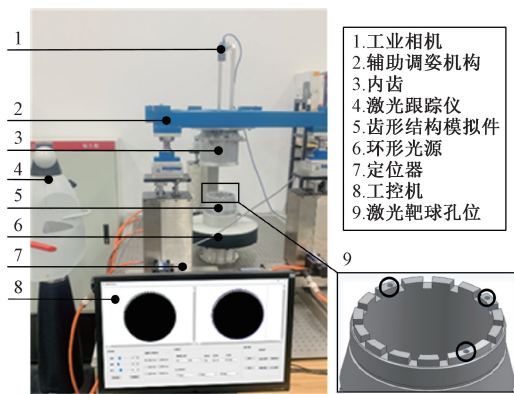 1
2
3
4
5
6
7
8
9
1.工业相机
2.辅助调姿机构
3.内齿
4.激光跟踪仪
5.齿形结构模拟件
6.环形光源
7.定位器
8.工控机
9.激光靶球孔位